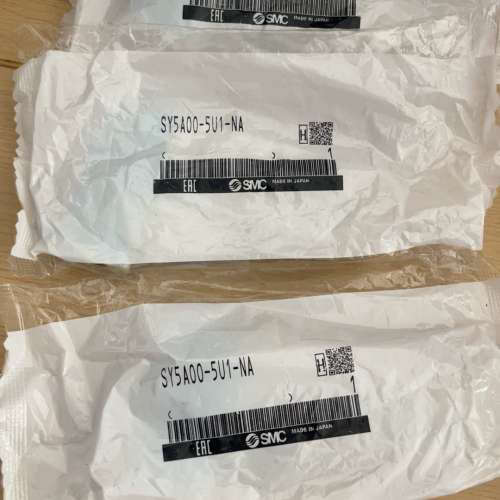 EAC SMC MADE IN JAPAN
SY5A00-5U1-NA
H
< > 1
EAC SMC MADE IN JAPAN
SY5A00-5U1-NA
H
< > 1
EAC SMC MADE IN JAPAN